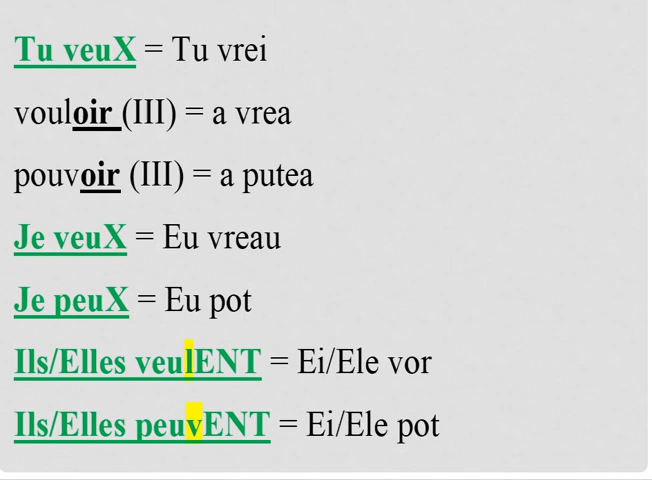 Tu veuX = Tu vrei
vouloir (III) = a vrea
pouvoir (III) = a putea
Je veuX = Eu vreau
Je peuX = Eu pot
Ils/Elles veulENT = Ei/Ele vor
Ils/Elles peuvENT = Ei/Ele pot